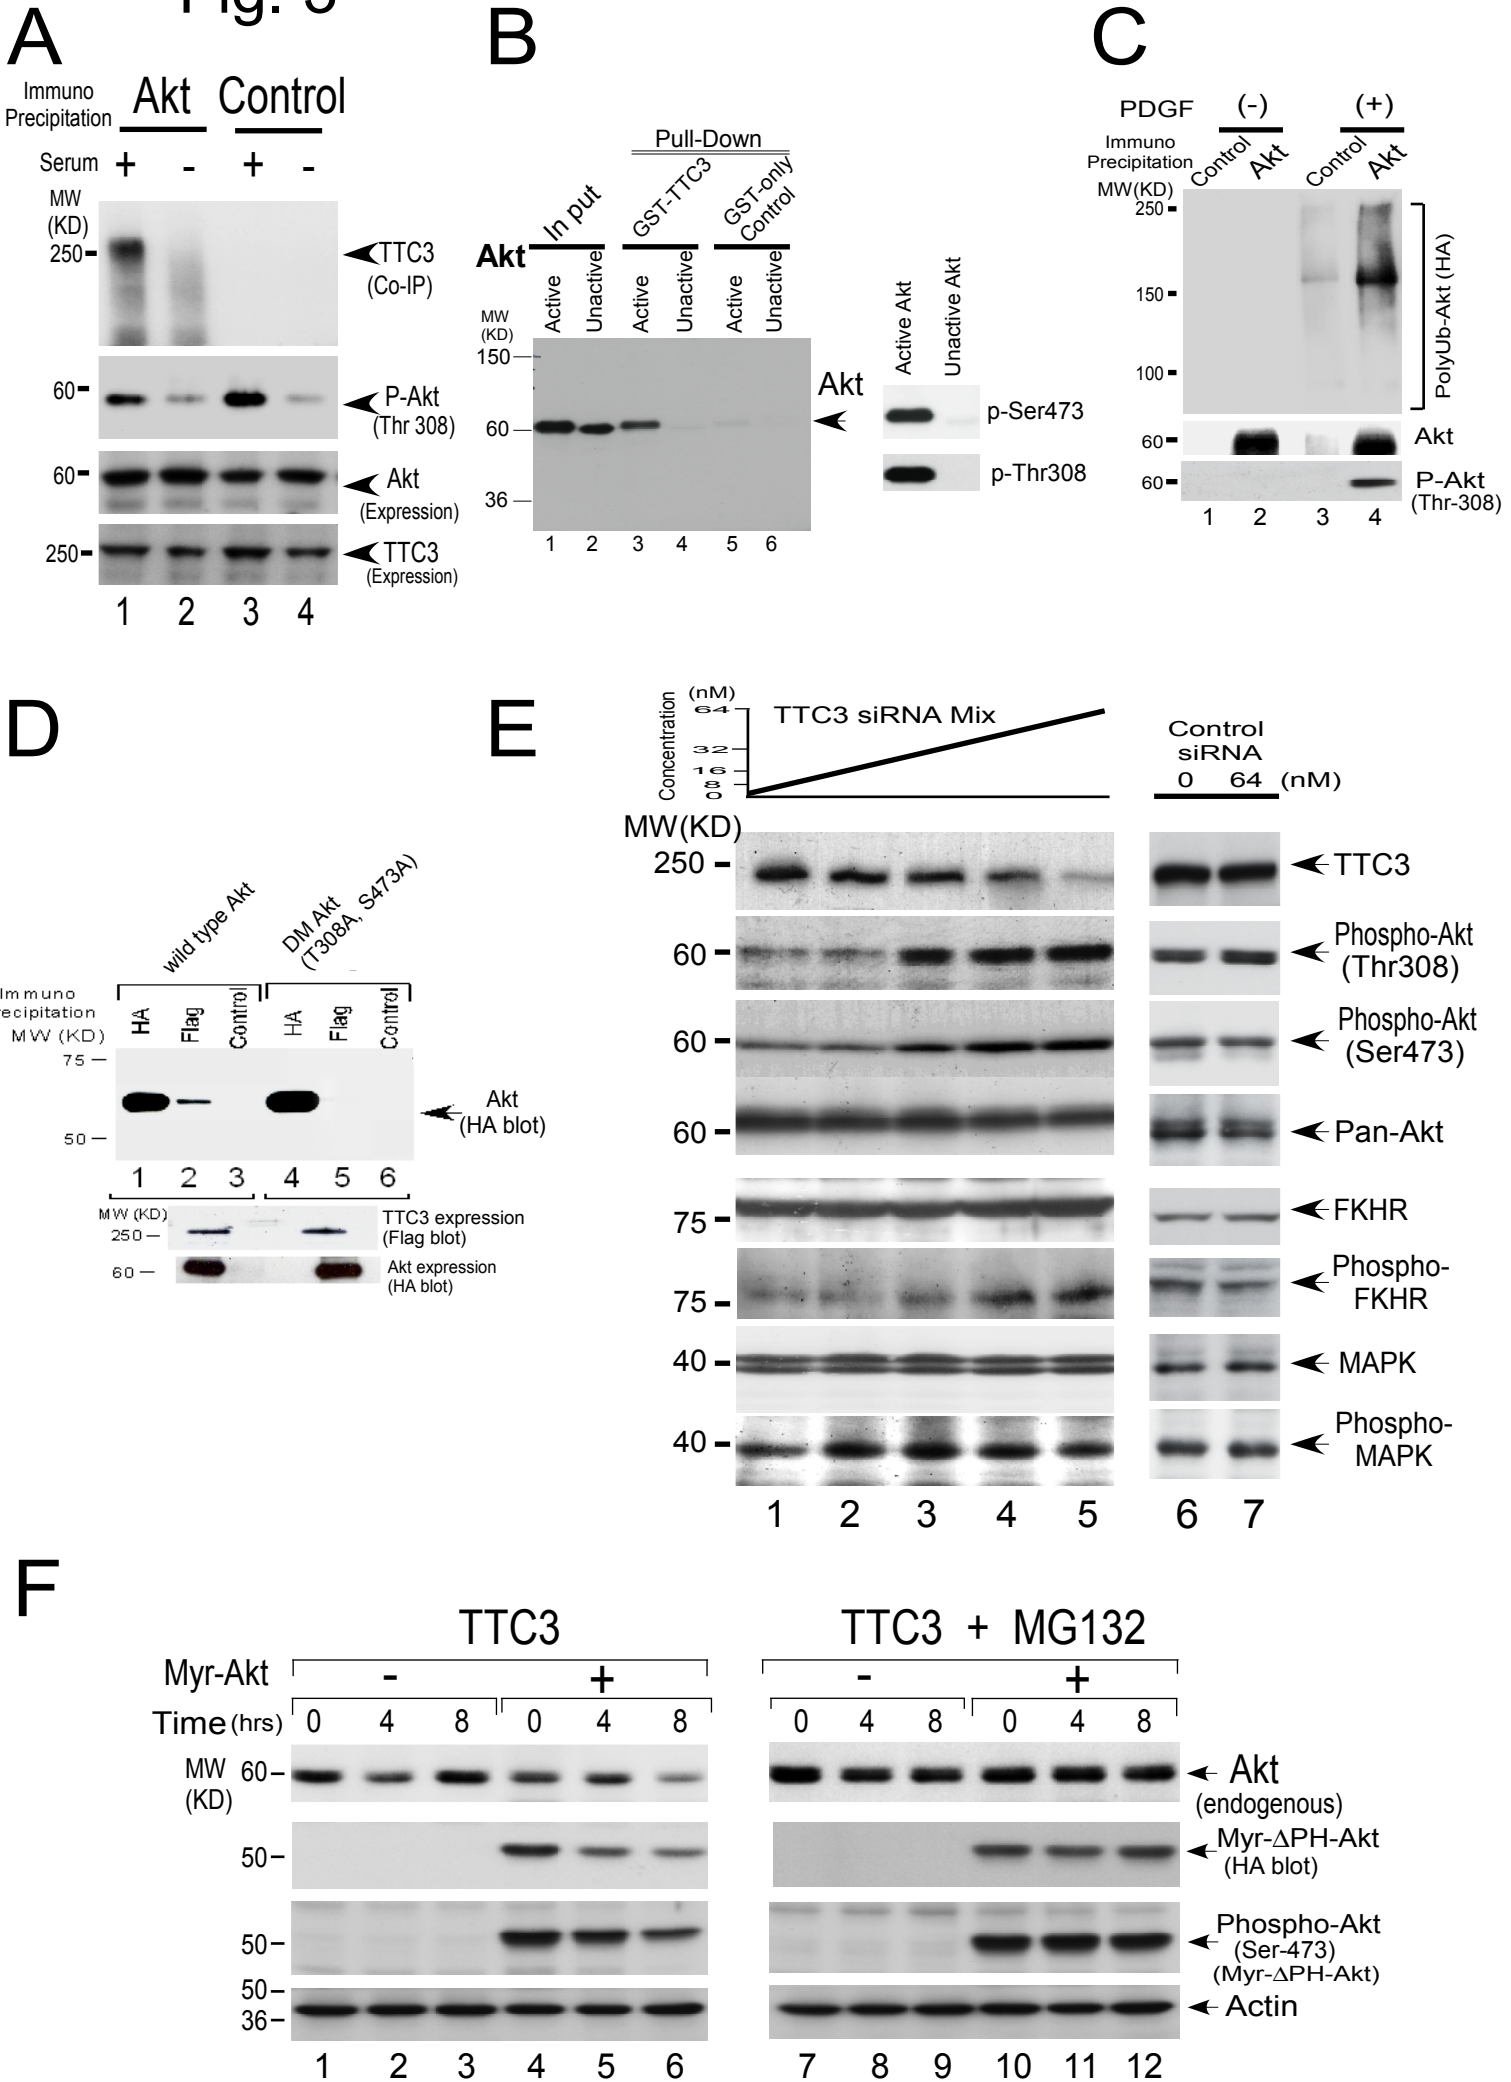 Fig. 5
A
Immuno
Precipitation
Akt Control
Serum + - + -
MW
(KD)
250
TTC3
(Co-IP)
60
P-Akt
(Thr 308)
60
Akt
(Expression)
250
TTC3
(Expression)
1 2 3 4
B
Pull-Down
In put
GST-TTC3
GST-only
Control
Akt
Active Unactive Active Unactive Active Unactive
MW
(KD)
150
60
36
Akt
1 2 3 4 5 6
Active Akt Unactive Akt
p-Ser473
p-Thr308
C
PDGF (-) (+)
Immuno
Precipitation
Control Akt Control Akt
MW(KD)
250
150
100
PolyUb-Akt (HA)
60 Akt
60 P-Akt
(Thr-308)
1 2 3 4
D
wild type Akt
DM Akt
(T308A, S473A)
Immuno
recipitation
HA Flag Control HA Flag Control
MW (KD)
75
50
Akt
(HA blot)
1 2 3 4 5 6
MW (KD)
250
TTC3 expression
(Flag blot)
60
Akt expression
(HA blot)
E
Concentration
(nM)
64
32
16
8
0
TTC3 siRNA Mix
Control
siRNA
0 64 (nM)
MW(KD)
250 TTC3
60 Phospho-Akt
(Thr308)
60 Phospho-Akt
(Ser473)
60 Pan-Akt
75 FKHR
75 Phospho-
FKHR
40 MAPK
40 Phospho-
MAPK
1 2 3 4 5 6 7
F
TTC3 TTC3 + MG132
Myr-Akt - + - +
Time (hrs) 0 4 8 0 4 8 0 4 8 0 4 8
MW
(KD)
60 Akt
(endogenous)
50 Myr-ΔPH-Akt
(HA blot)
50 Phospho-Akt
(Ser-473)
(Myr-ΔPH-Akt)
50
36
Actin
1 2 3 4 5 6 7 8 9 10 11 12